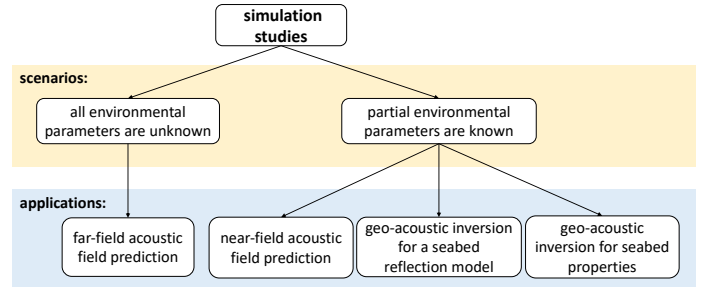 simulation
studies
scenarios:
all environmental
parameters are unknown
partial environmental
parameters are known
applications:
far-field acoustic
field prediction
near-field acoustic
field prediction
geo-acoustic inversion
for a seabed
reflection model
geo-acoustic
inversion for seabed
properties